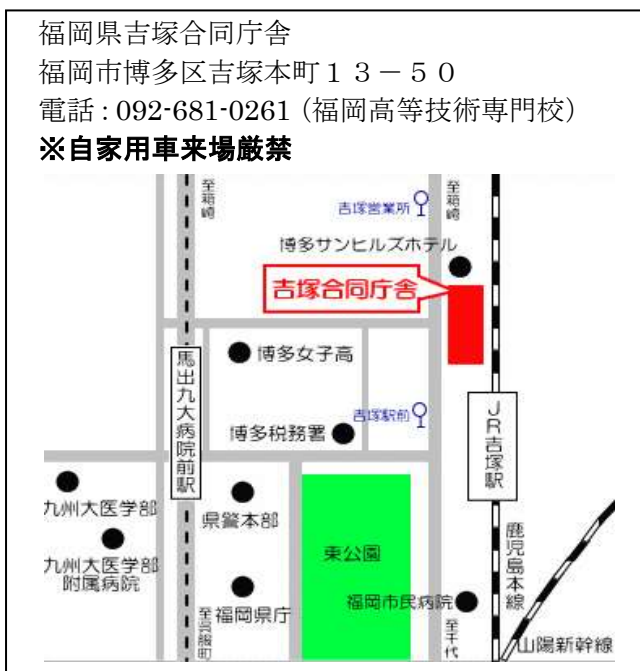 福岡県吉塚合同庁舎
福岡市博多区吉塚本町１３－５０
電話：092-681-0261（福岡高等技術専門校）
※自家用車来場厳禁
至箱崎
吉塚営業所
至箱崎
博多サンヒルズホテル
吉塚合同庁舎
博多女子高
馬出九大病院前駅
吉塚駅前
博多税務署
JR吉塚駅
九州大医学部
県警本部
九州大医学部
附属病院
東公園
鹿児島本線
福岡県庁
福岡市民病院
至呉服町
至千代
山陽新幹線